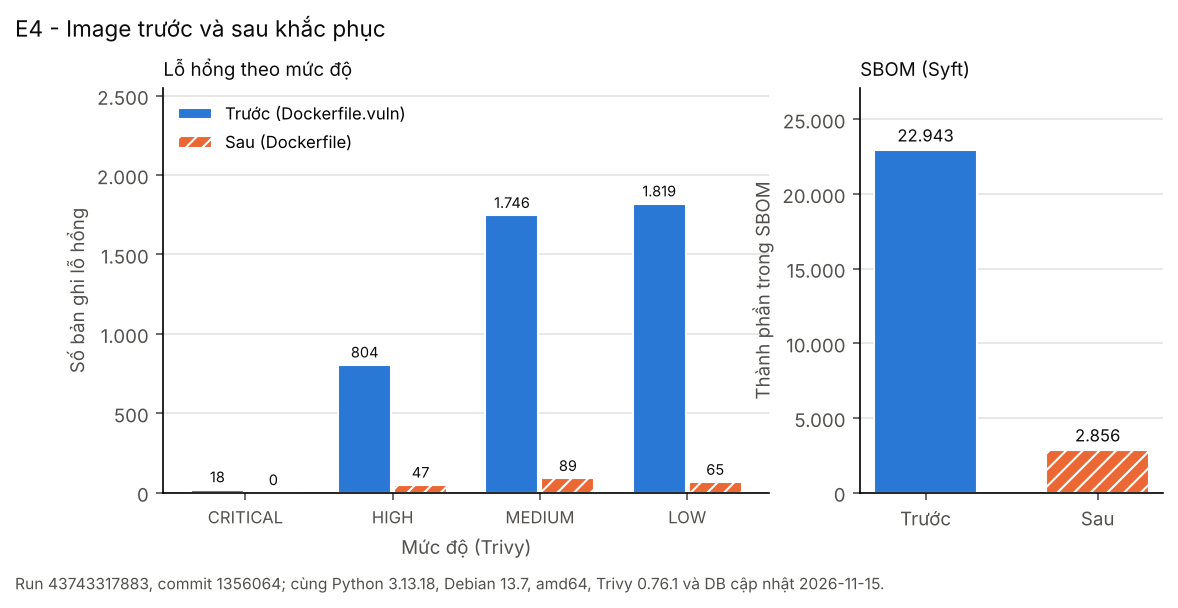 E4 - Image trước và sau khắc phục
Lỗ hổng theo mức độ
Số bản ghi lỗ hổng
2.500
2.000
1.500
1.000
500
0
Trước (Dockerfile.vuln)
Sau (Dockerfile)
18
0
804
47
1.746
89
1.819
65
CRITICAL
HIGH
MEDIUM
LOW
Mức độ (Trivy)
SBOM (Syft)
Thành phần trong SBOM
25.000
20.000
15.000
10.000
5.000
0
22.943
2.856
Trước
Sau
Run 43743317883, commit 1356064; cùng Python 3.13.18, Debian 13.7, amd64, Trivy 0.76.1 và DB cập nhật 2026-11-15.